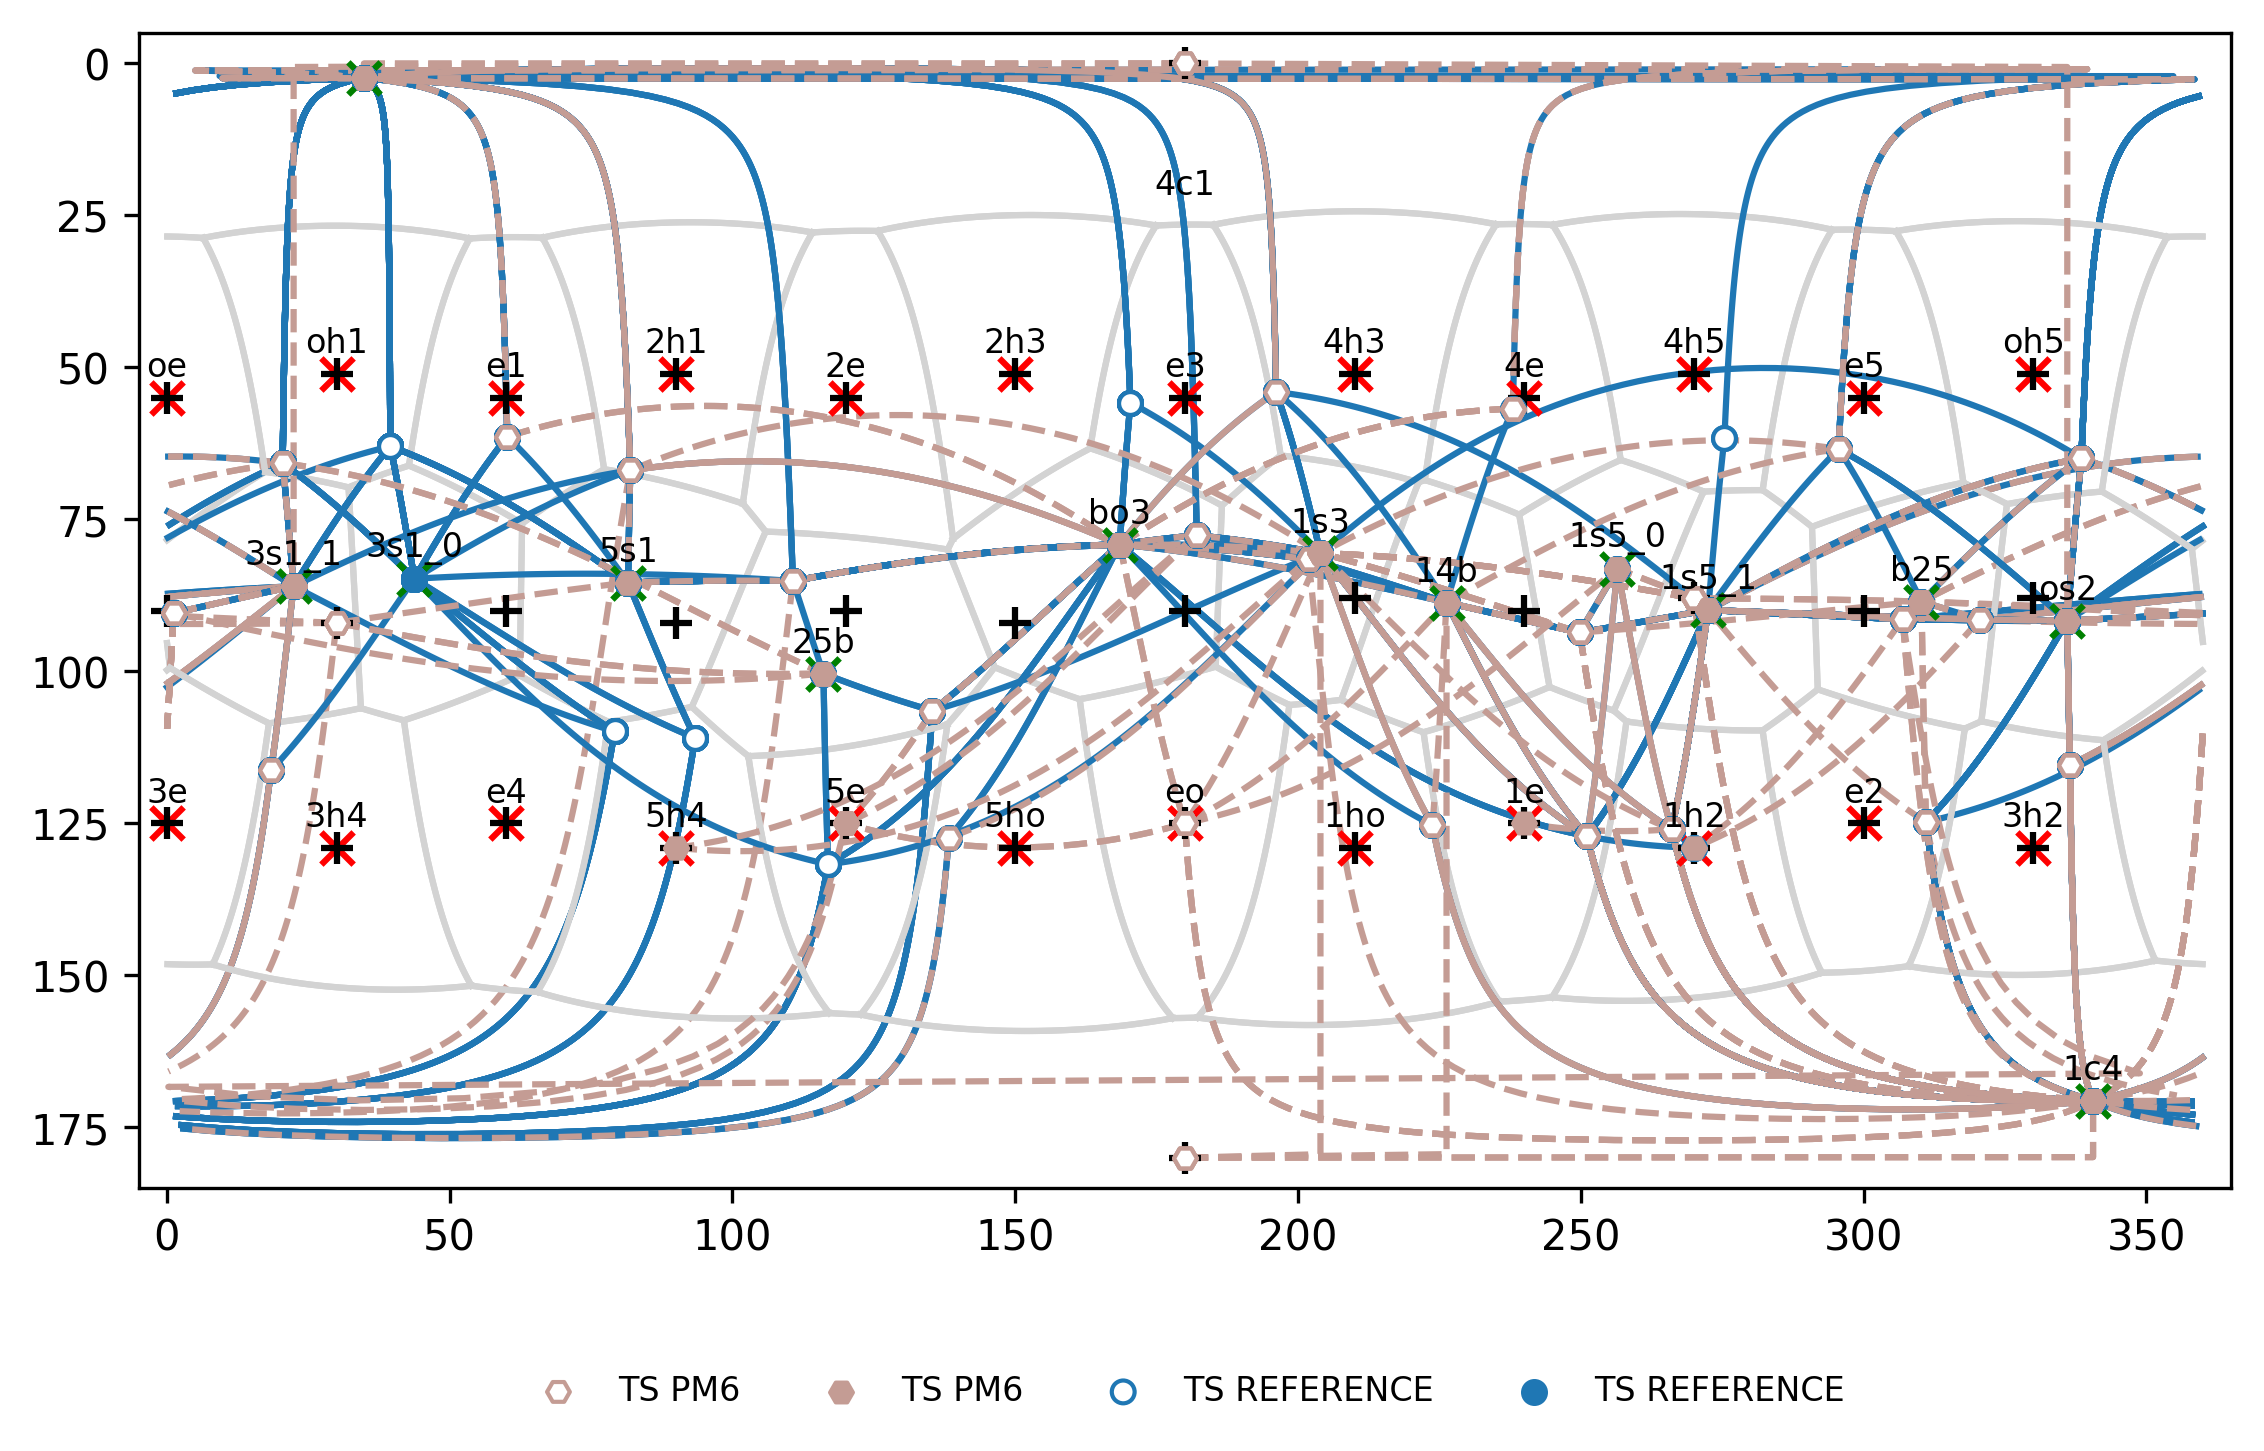 0
4c1
25
oh1 2h1 2h3 4h3 4h5 oh5
50 oe e1 2e e3 4e e5
75 bo3 1s3
3s1_1 3s1_0 5s1 14b 1s5_0 1s5_1 b25 os2
25b
100
3e e4 5e eo 1e e2
125 3h4 5h4 5ho 1ho 1h2 3h2
150
1c4
175
0 50 100 150 200 250 300 350
TS PM6 TS PM6 TS REFERENCE TS REFERENCE